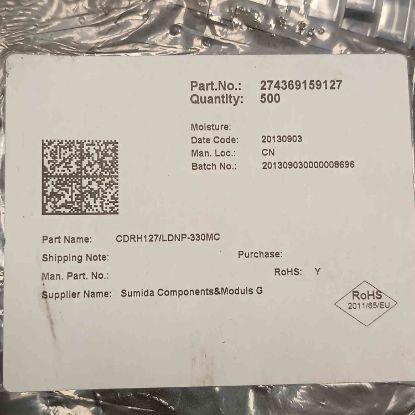 Part.No.: 274369159127
Quantity: 500
Moisture:
Date Code: 20130903
Man. Loc.: CN
Batch No.: 201309030000008696
Part Name: CDRH127/LDNP-330MC
Shipping Note: Purchase:
Man. Part. No.: RoHS: Y
Supplier Name: Sumida Components&Moduls G
RoHS
2011/65/EU